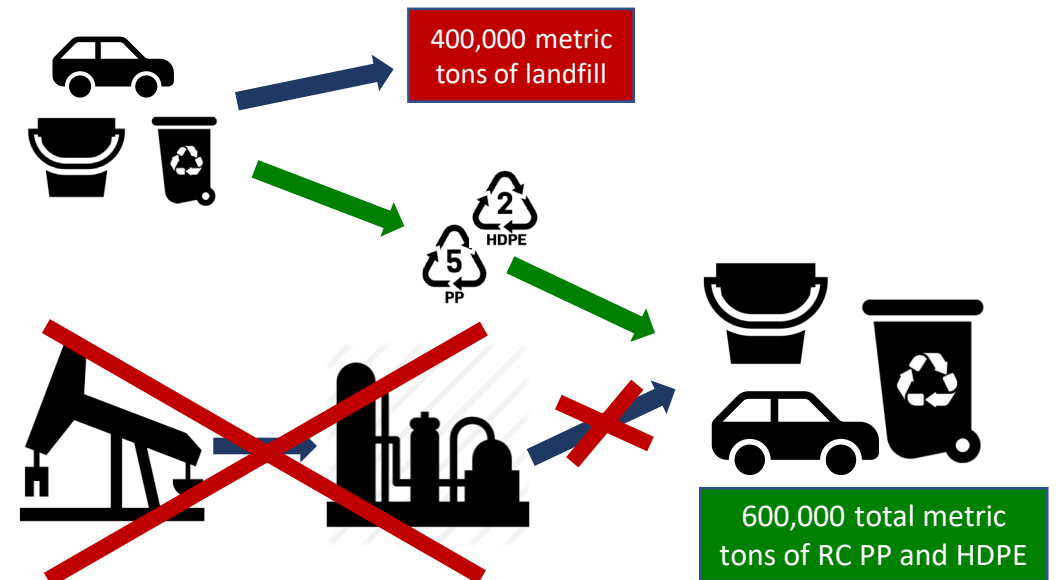 400,000 metric
tons of landfill
2
HDPE
5
PP
600,000 total metric
tons of RC PP and HDPE